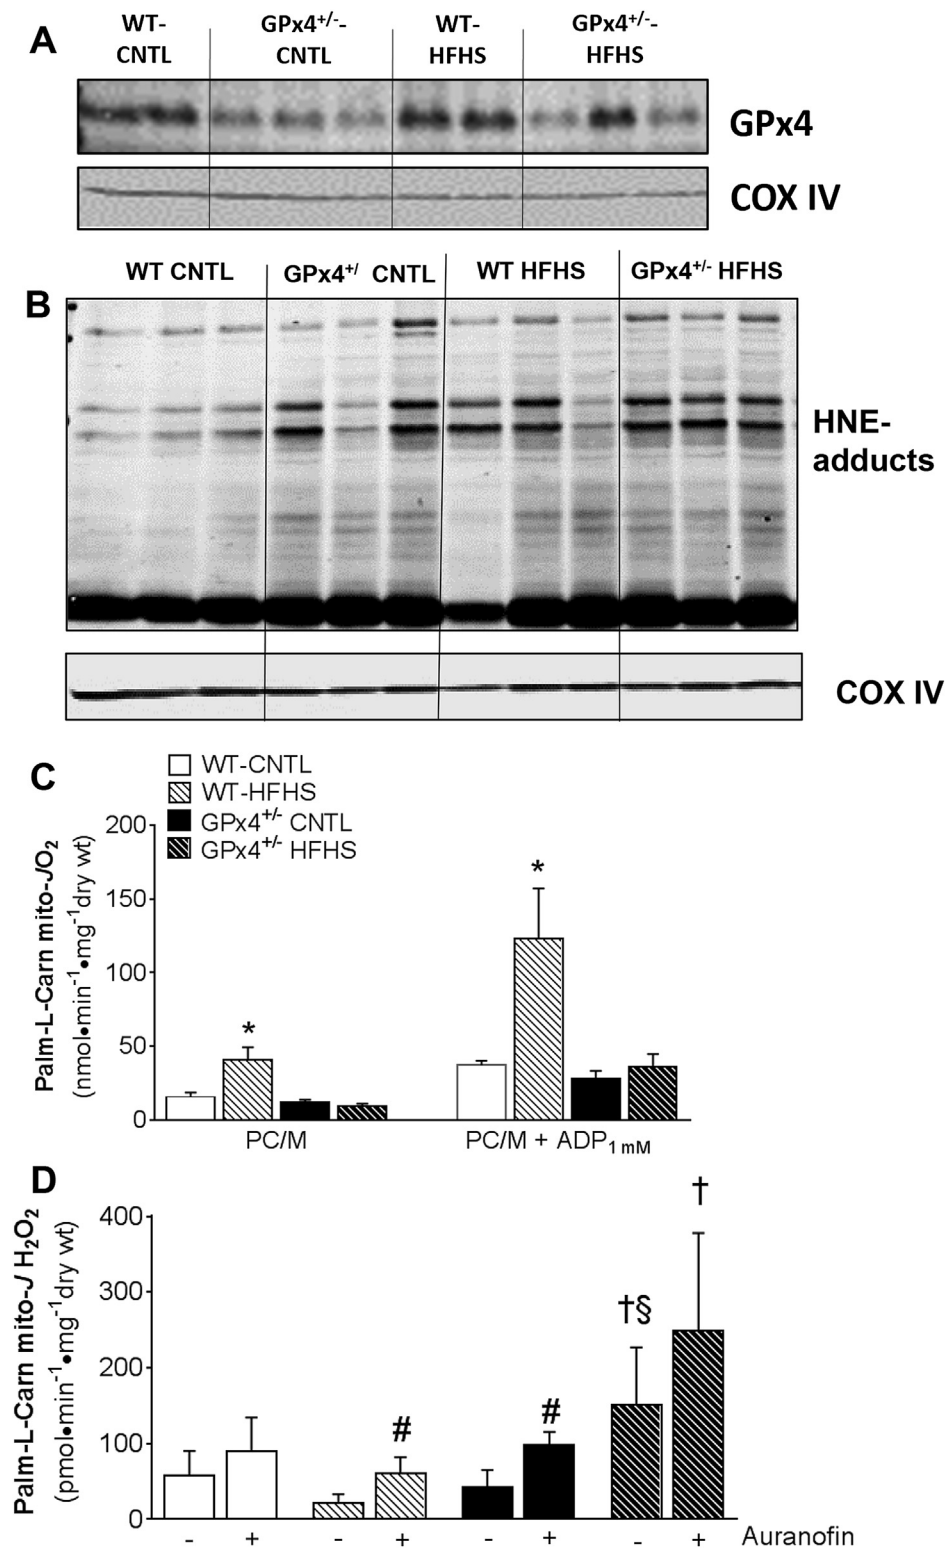 A
WT-
CNTL
GPx4+/--
CNTL
WT-
HFHS
GPx4+/--
HFHS
GPx4
COX IV
B
WT CNTL
GPx4+/ CNTL
WT HFHS
GPx4+/- HFHS
HNE-
adducts
COX IV
C
WT-CNTL
WT-HFHS
GPx4+/- CNTL
GPx4+/- HFHS
Palm-L-Carn mito-JO2
(nmol•min-1•mg-1dry wt)
200
150
100
50
0
*
*
PC/M
PC/M + ADP1 mM
D
Palm-L-Carn mito-J H2O2
(pmol•min-1•mg-1dry wt)
400
300
200
100
0
#
#
†§
†
- + - + - + - + Auranofin